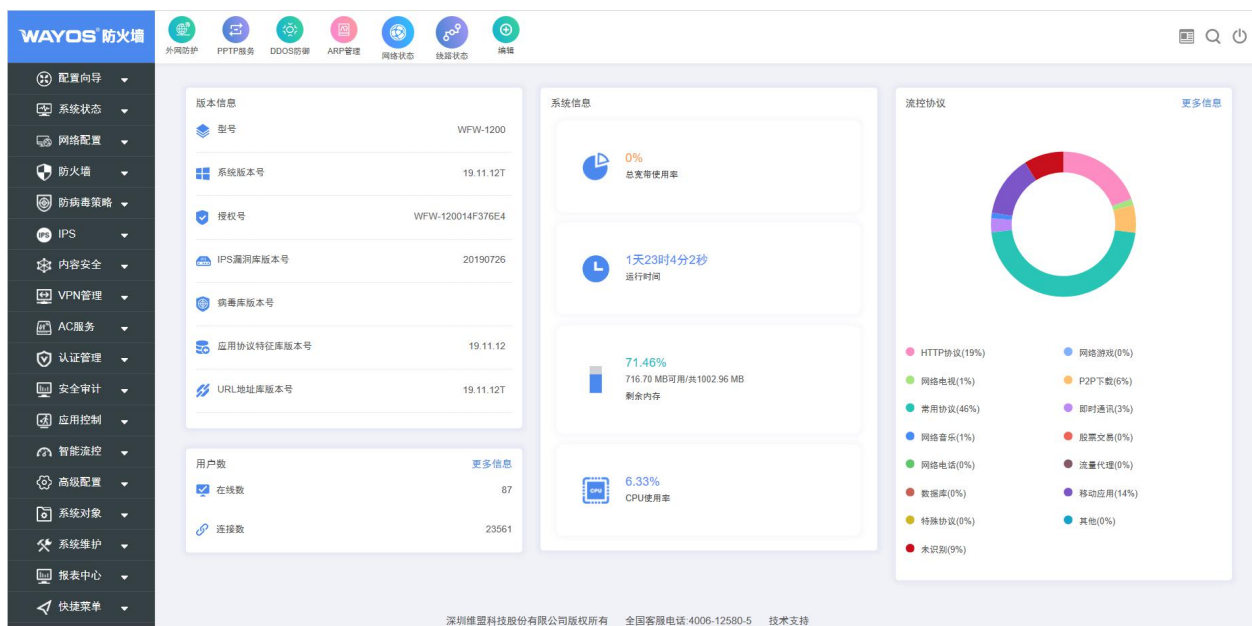 WAYOS® 防火墙
外网防护
PPTP服务
DDOS防御
ARP管理
网络状态
线路状态
编辑
配置向导
系统状态
网络配置
防火墙
防病毒策略
IPS IPS
内容安全
VPN管理
AC服务
认证管理
安全审计
应用控制
智能流控
高级配置
系统对象
系统维护
报表中心
快捷菜单
版本信息
型号 WFW-1200
系统版本号 19.11.12T
授权号 WFW-120014F376E4
IPS漏洞库版本号 20190726
病毒库版本号
应用协议特征库版本号 19.11.12
URL地址库版本号 19.11.12T
用户数 更多信息
在线数 87
连接数 23561
系统信息
0%
总宽带使用率
1天23时4分2秒
运行时间
71.46%
716.70 MB可用/共1002.96 MB
剩余内存
CPU
6.33%
CPU使用率
流控协议 更多信息
HTTP协议(19%) 网络游戏(0%)
网络电视(1%) P2P下载(6%)
常用协议(46%) 即时通讯(3%)
网络音乐(1%) 股票交易(0%)
网络电话(0%) 流量代理(0%)
数据库(0%) 移动应用(14%)
特殊协议(0%) 其他(0%)
未识别(9%)
深圳维盟科技股份有限公司版权所有 全国客服电话:4006-12580-5 技术支持